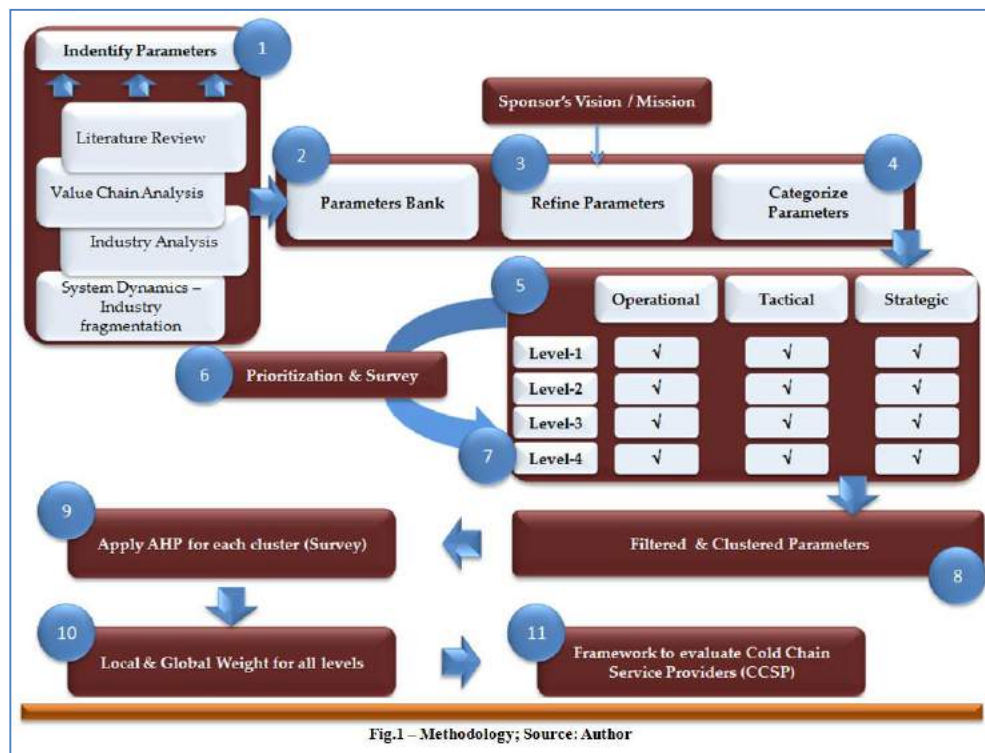 Indentify Parameters
1
Literature Review
Value Chain Analysis
Industry Analysis
System Dynamics –
Industry
fragmentation
Sponsor's Vision / Mission
2
Parameters Bank
3
Refine Parameters
4
Categorize
Parameters
5
Operational
Tactical
Strategic
Level-1
√
√
√
Level-2
√
√
√
Level-3
√
√
√
Level-4
√
√
√
6
Prioritization & Survey
7
Filtered & Clustered Parameters
8
9
Apply AHP for each cluster (Survey)
10
Local & Global Weight for all levels
11
Framework to evaluate Cold Chain
Service Providers (CCSP)
Fig.1 – Methodology; Source: Author